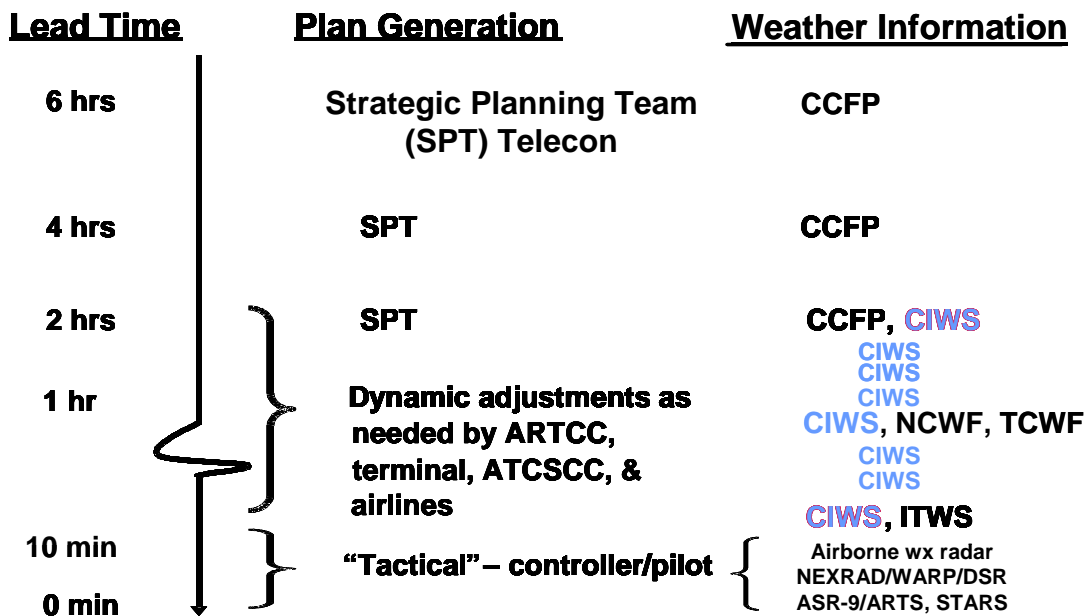 Lead Time Plan Generation Weather Information
6 hrs Strategic Planning Team CCFP
(SPT) Telecon
4 hrs SPT CCFP
2 hrs SPT CCFP, CIWS
CIWS
CIWS
1 hr Dynamic adjustments as CIWS
needed by ARTCC, CIWS, NCWF, TCWF
terminal, ATCSCC, & CIWS
airlines CIWS
CIWS, ITWS
10 min “Tactical” – controller/pilot Airborne wx radar
NEXRAD/WARP/DSR
0 min ASR-9/ARTS, STARS